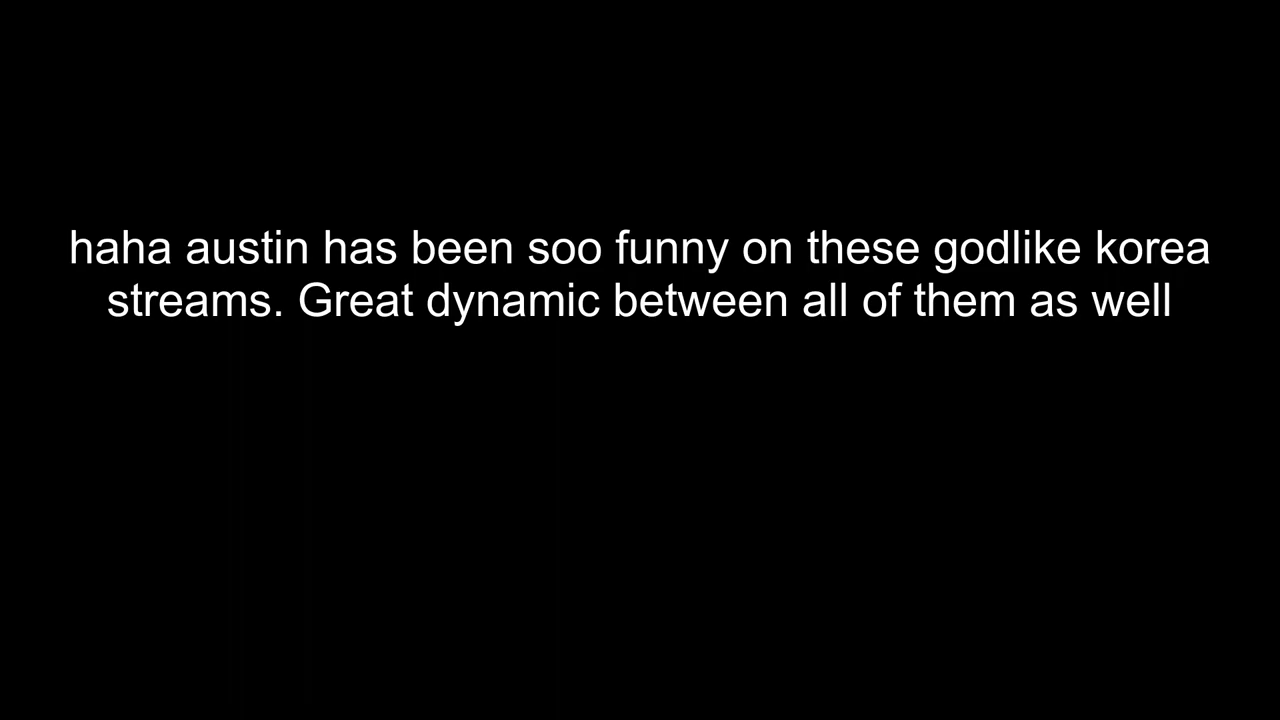 haha austin has been soo funny on these godlike korea
streams. Great dynamic between all of them as well